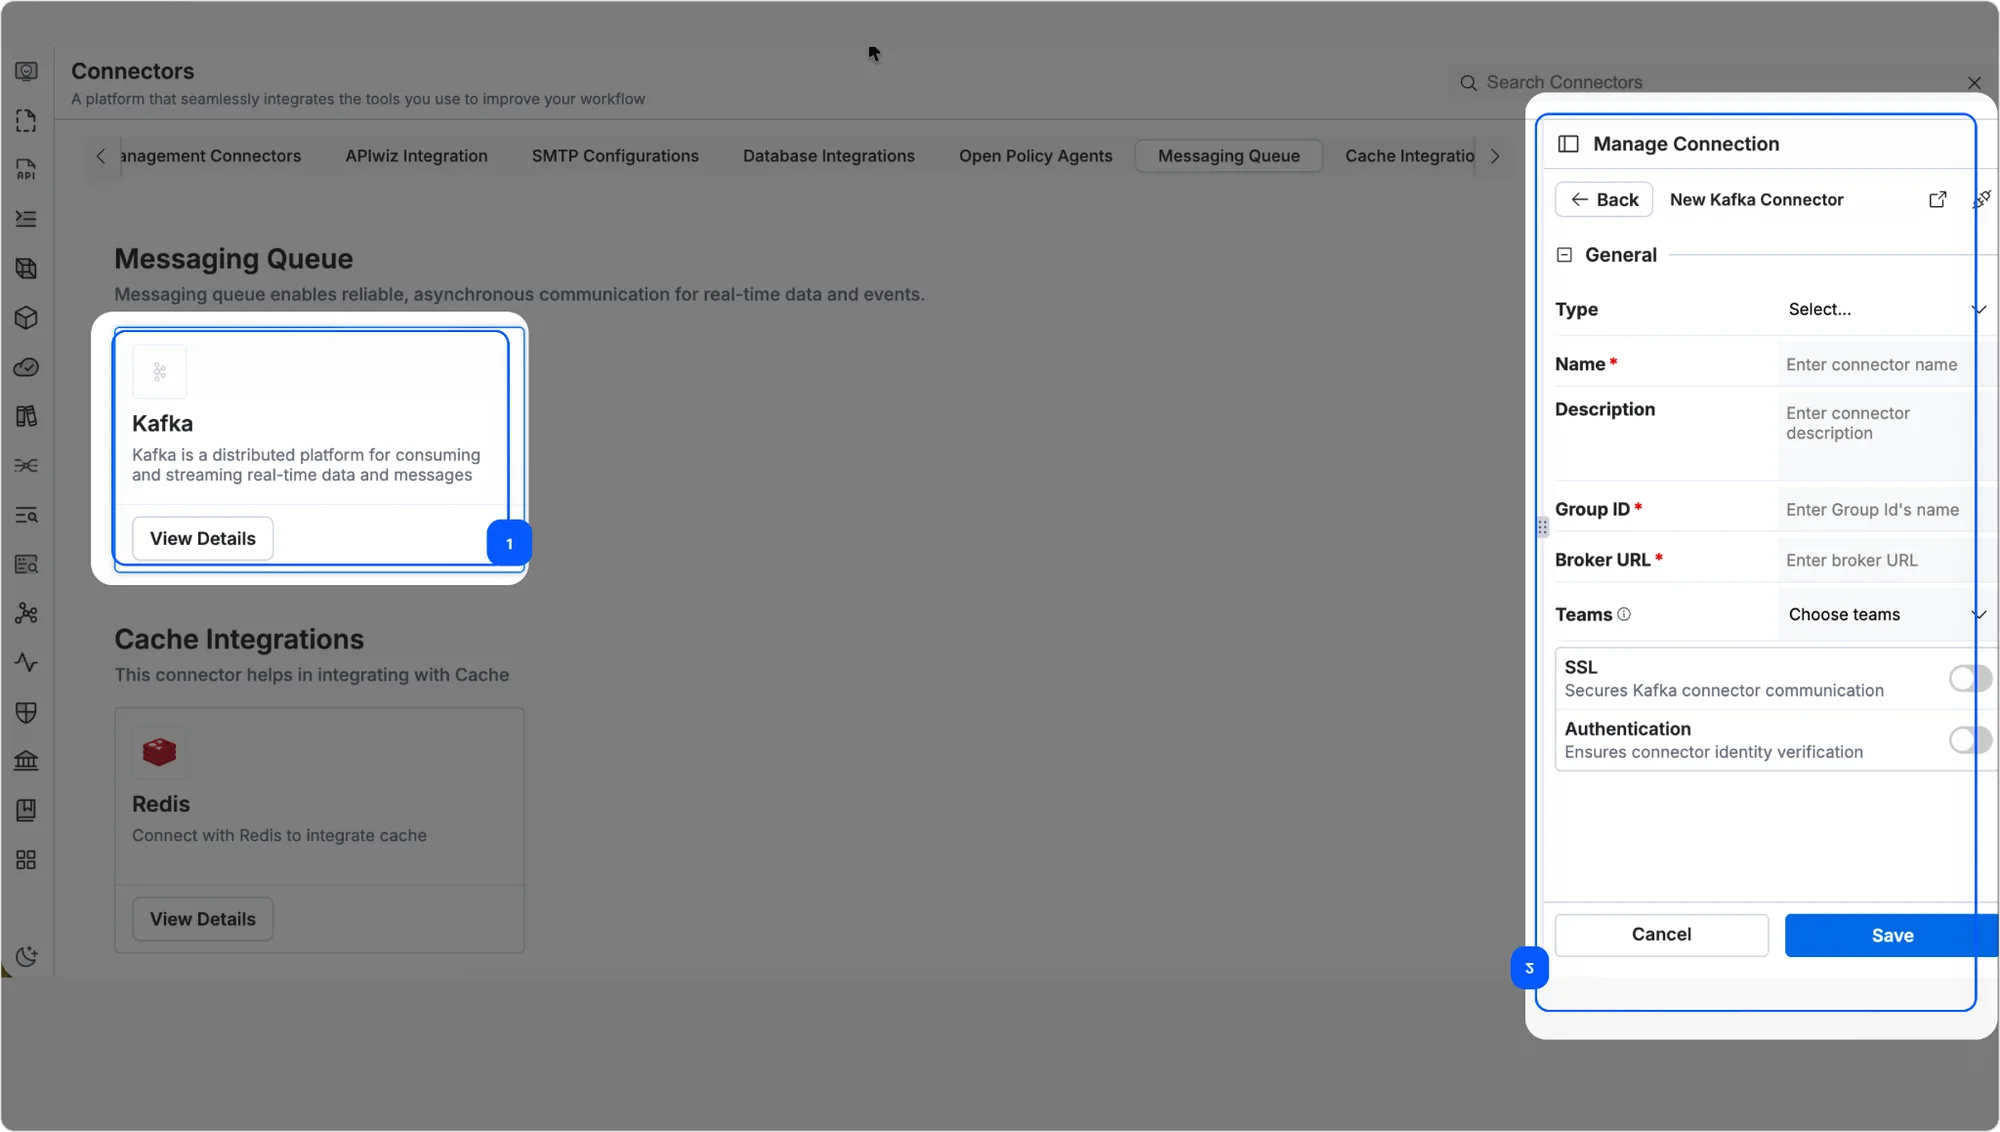 Connectors
A platform that seamlessly integrates the tools you use to improve your workflow
Search Connectors
anagement Connectors
APIwiz Integration
SMTP Configurations
Database Integrations
Open Policy Agents
Messaging Queue
Cache Integratio
API
Messaging Queue
Messaging queue enables reliable, asynchronous communication for real-time data and events.
Kafka
Kafka is a distributed platform for consuming
and streaming real-time data and messages
View Details
1
Cache Integrations
This connector helps in integrating with Cache
Redis
Connect with Redis to integrate cache
View Details
Manage Connection
Back
New Kafka Connector
General
Type
Select...
Name *
Enter connector name
Description
Enter connector
description
Group ID *
Enter Group Id's name
Broker URL *
Enter broker URL
Teams
Choose teams
SSL
Secures Kafka connector communication
Authentication
Ensures connector identity verification
Cancel
Save
2